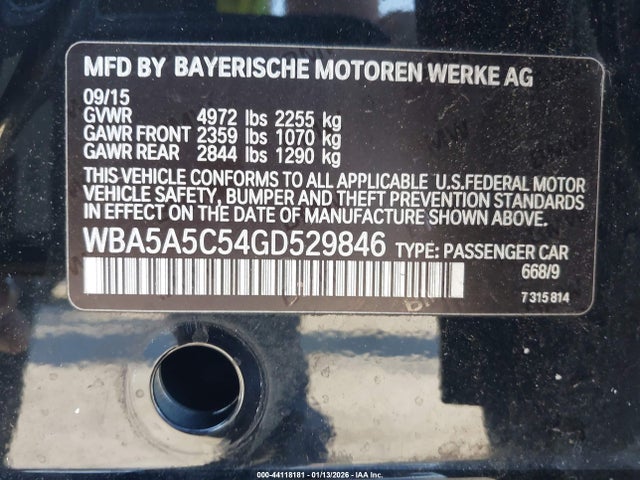 MFD BY BAYERISCHE MOTOREN WERKE AG
09/15
GVWR 4972 lbs 2255 kg
GAWR FRONT 2359 lbs 1070 kg
GAWR REAR 2844 lbs 1290 kg
THIS VEHICLE CONFORMS TO ALL APPLICABLE U.S.FEDERAL MOTOR
VEHICLE SAFETY, BUMPER AND THEFT PREVENTION STANDARDS
IN EFFECT ON THE DATE OF MANUFACTURE SHOWN ABOVE.
WBA5A5C54GD529846 TYPE: PASSENGER CAR
668/9
7 315 814
000-44118181 - 01/13/2026 - IAA Inc.